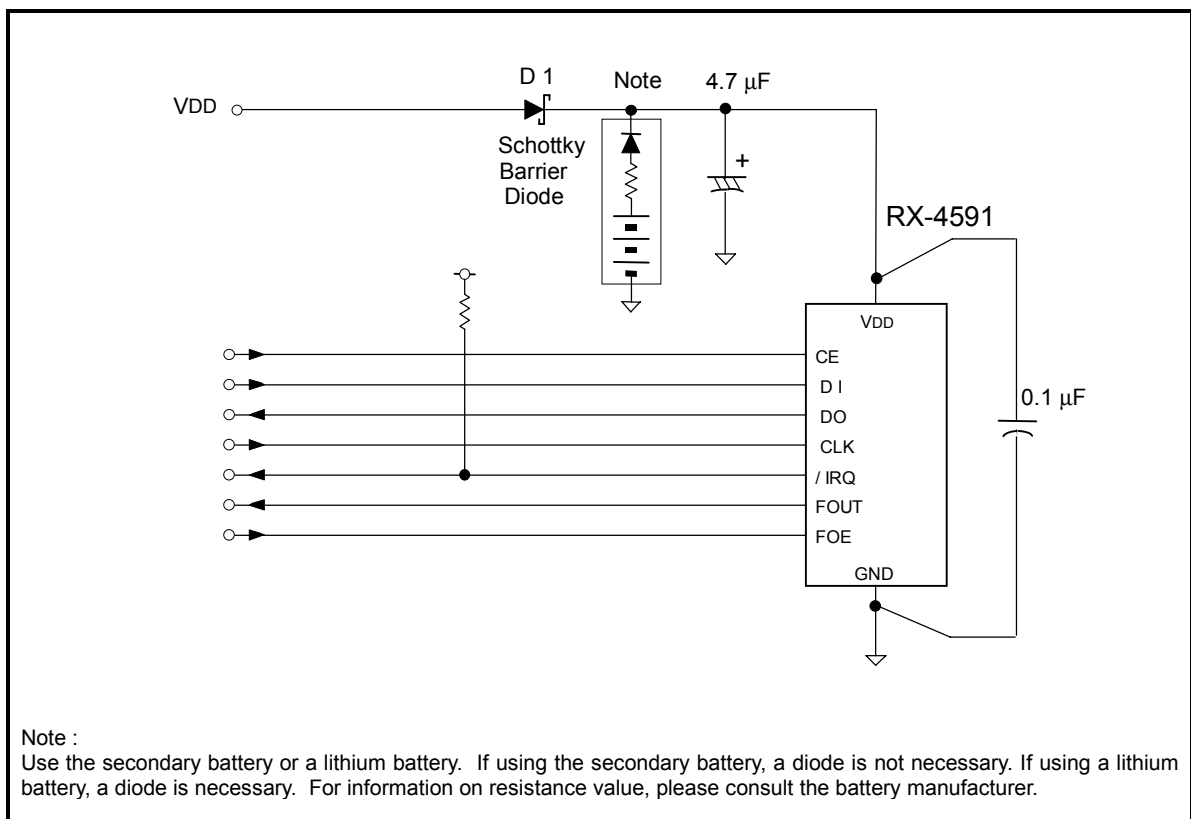 D 1
Note
4.7 μF
VDD
Schottky
Barrier
Diode
+
RX-4591
VDD
CE
D I
DO
CLK
/ IRQ
FOUT
FOE
GND
0.1 μF
Note :
Use the secondary battery or a lithium battery. If using the secondary battery, a diode is not necessary. If using a lithium
battery, a diode is necessary. For information on resistance value, please consult the battery manufacturer.